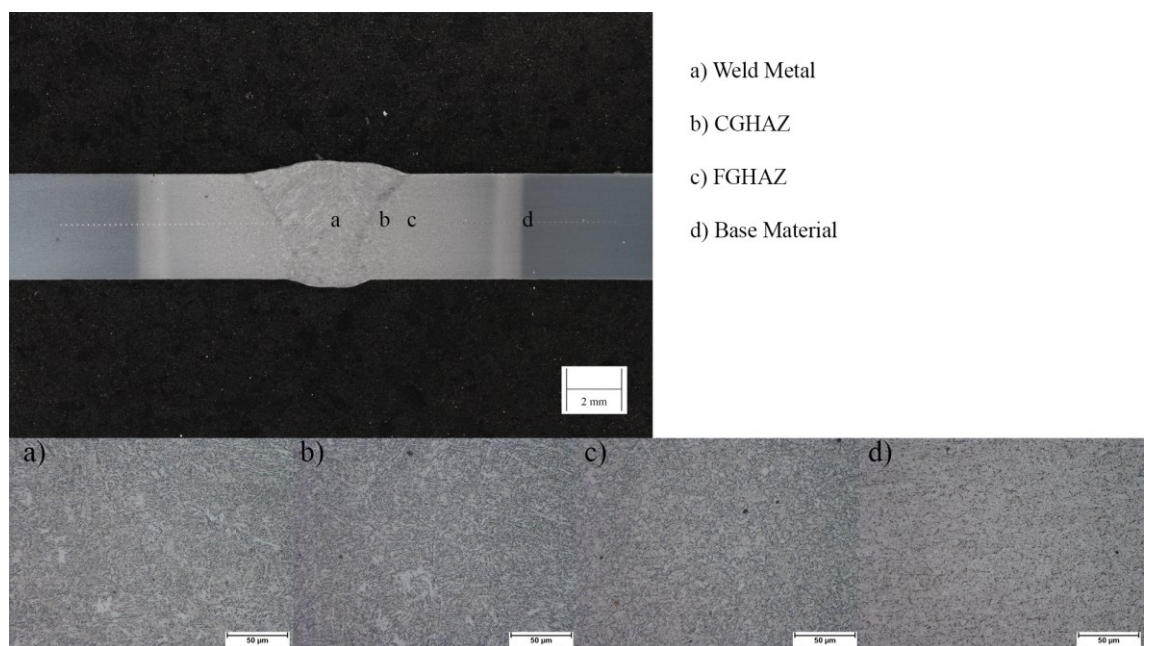 a) Weld Metal
b) CGHAZ
c) FGHAZ
d) Base Material
a b c d
2 mm
a) b) c) d)
50 µm 50 µm 50 µm 50 µm